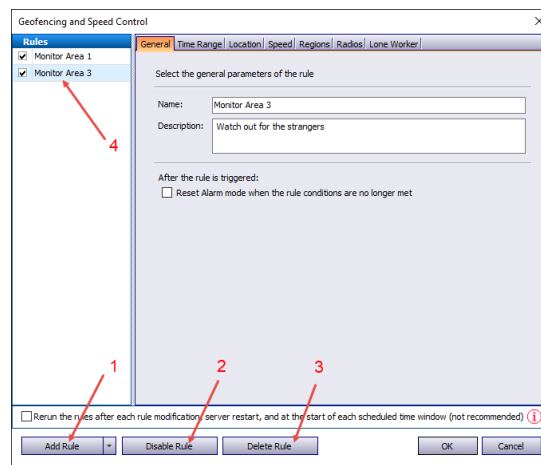 Geofencing and Speed Control
Rules
Monitor Area 1
Monitor Area 3
General Time Range Location Speed Regions Radios Lone Worker
Select the general parameters of the rule
Name: Monitor Area 3
Description: Watch out for the strangers
4
After the rule is triggered:
Reset Alarm mode when the rule conditions are no longer met
1 2 3
Rerun the rules after each rule modification, server restart, and at the start of each scheduled time window (not recommended) i
Add Rule Disable Rule Delete Rule OK Cancel